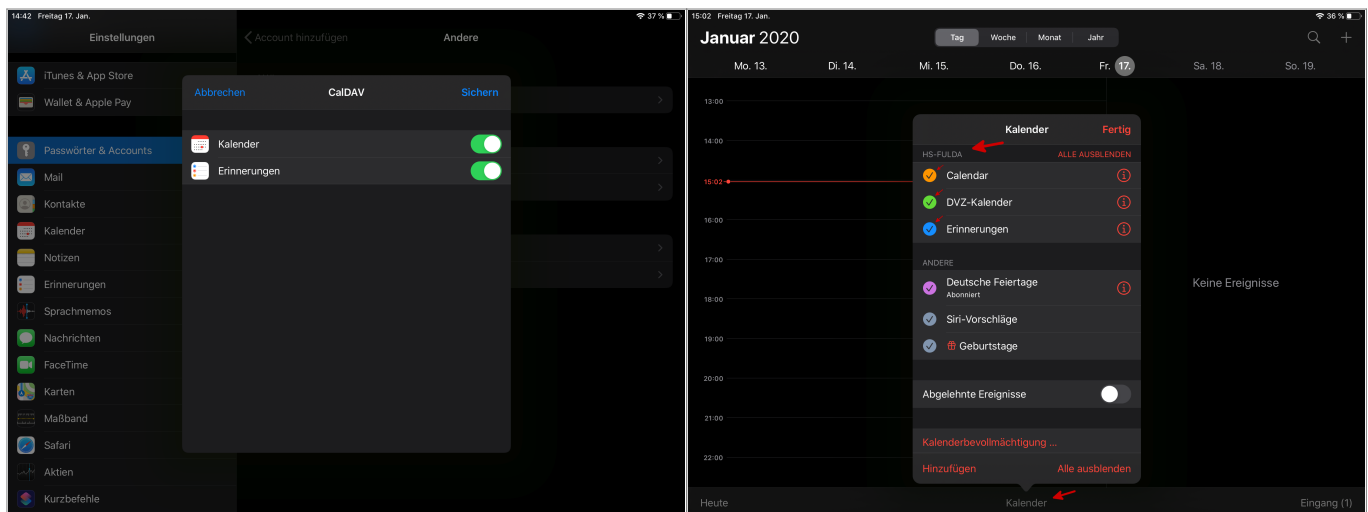 14:42 Freitag 17. Jan.
37 %
Einstellungen
Account hinzufügen
Andere
iTunes & App Store
Wallet & Apple Pay
Passwörter & Accounts
Mail
Kontakte
Kalender
Notizen
Erinnerungen
Sprachmemos
Nachrichten
FaceTime
Karten
Maßband
Safari
Aktien
Kurzbefehle
Abbrechen
CalDAV
Sichern
Kalender
Erinnerungen
15:02 Freitag 17. Jan.
36 %
Januar 2020
Tag
Woche
Monat
Jahr
Mo. 13.
Di. 14.
Mi. 15.
Do. 16.
Fr. 17.
Sa. 18.
So. 19.
13:00
14:00
15:02
16:00
17:00
18:00
19:00
20:00
21:00
22:00
Kalender
Fertig
HS-FULDA
ALLE AUSBLENDEN
Calendar
DVZ-Kalender
Erinnerungen
ANDERE
Deutsche Feiertage
Abonniert
Siri-Vorschläge
Geburtstage
Abgelehnte Ereignisse
Kalenderbevollmächtigung ...
Hinzufügen
Alle ausblenden
Keine Ereignisse
Heute
Kalender
Eingang (1)